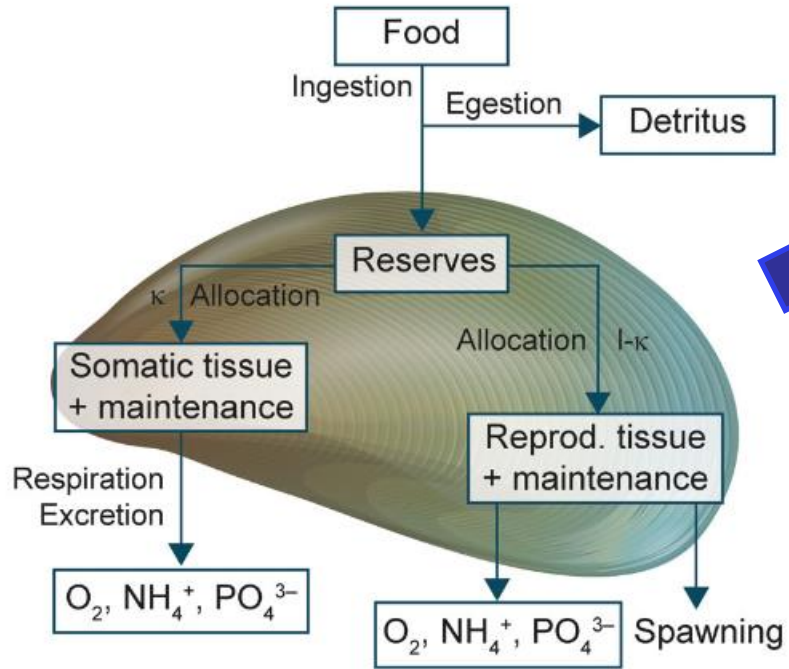 Food
Ingestion
Egestion
Detritus
Reserves
κ Allocation
Allocation I-κ
Somatic tissue
+ maintenance
Reprod. tissue
+ maintenance
Respiration
Excretion
O₂, NH₄⁺, PO₄³⁻
O₂, NH₄⁺, PO₄³⁻
Spawning